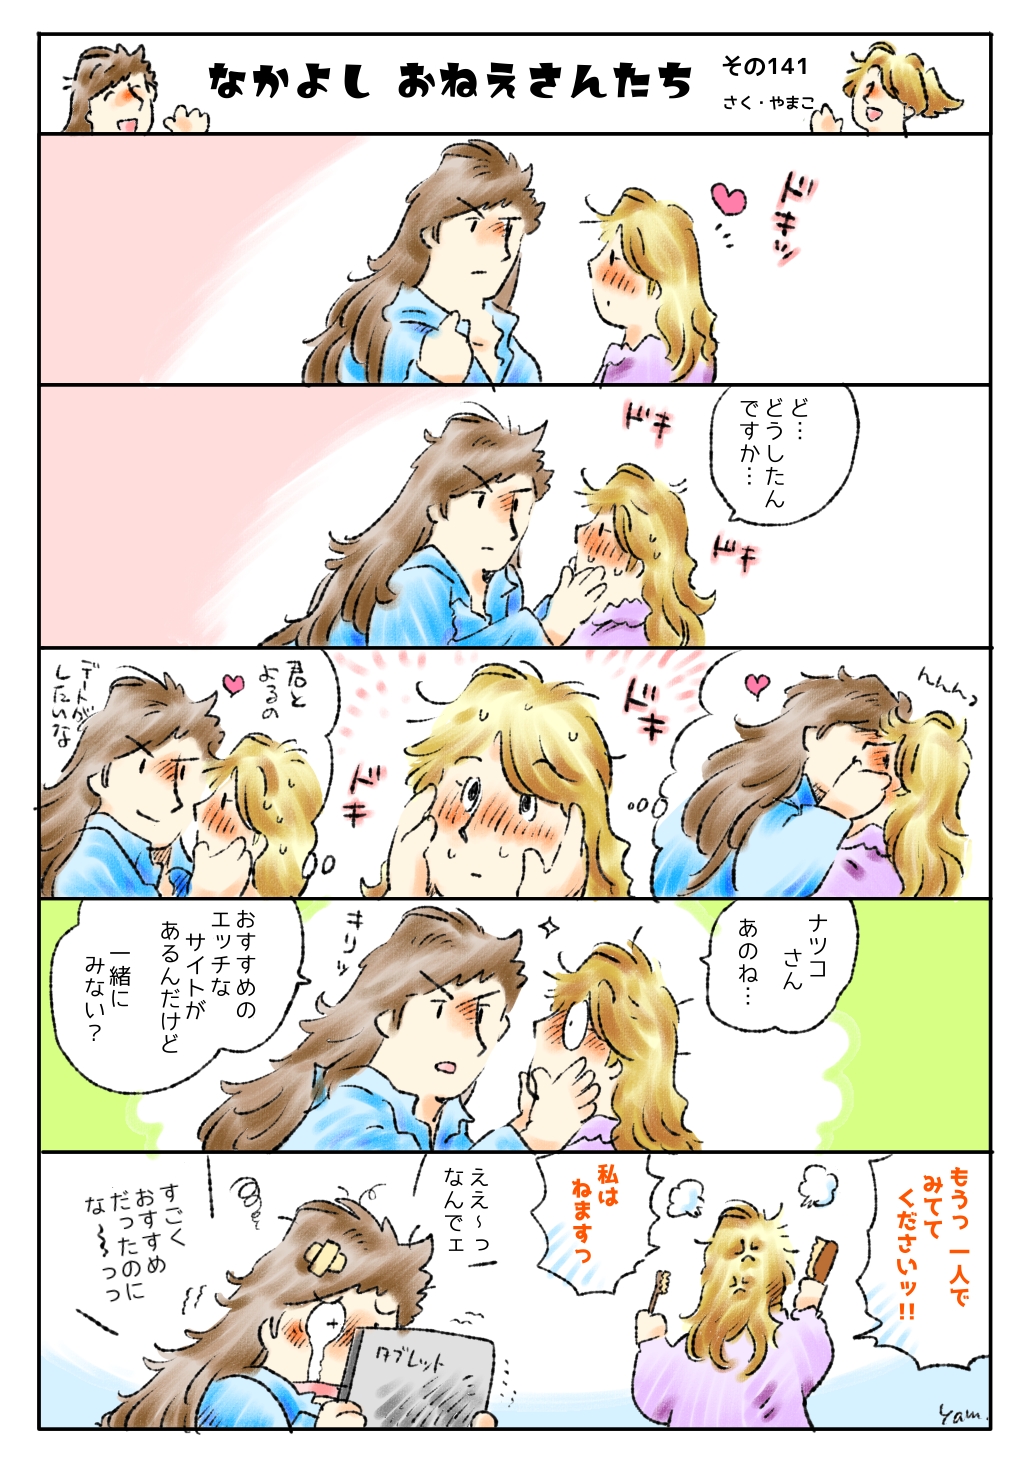 なかよし おねえさんたち
その141
さく・やまこ
ドキッ
ど…
どうしたん
ですか…
ドキ
ドキ
んんんっ
ドキ
ドキ
君と
よるの
デートが
したいな
ナツコ
さん
あのね…
キリッ
おすすめの
エッチな
サイトが
あるんだけど
一緒に
みない？
もうっ 一人で
みてて
くださいッ!!
私は
ねますっ
ええ～っ
なんでェ
すごく
おすすめ
だったのに
な～～っっ
タブレット
Yam.